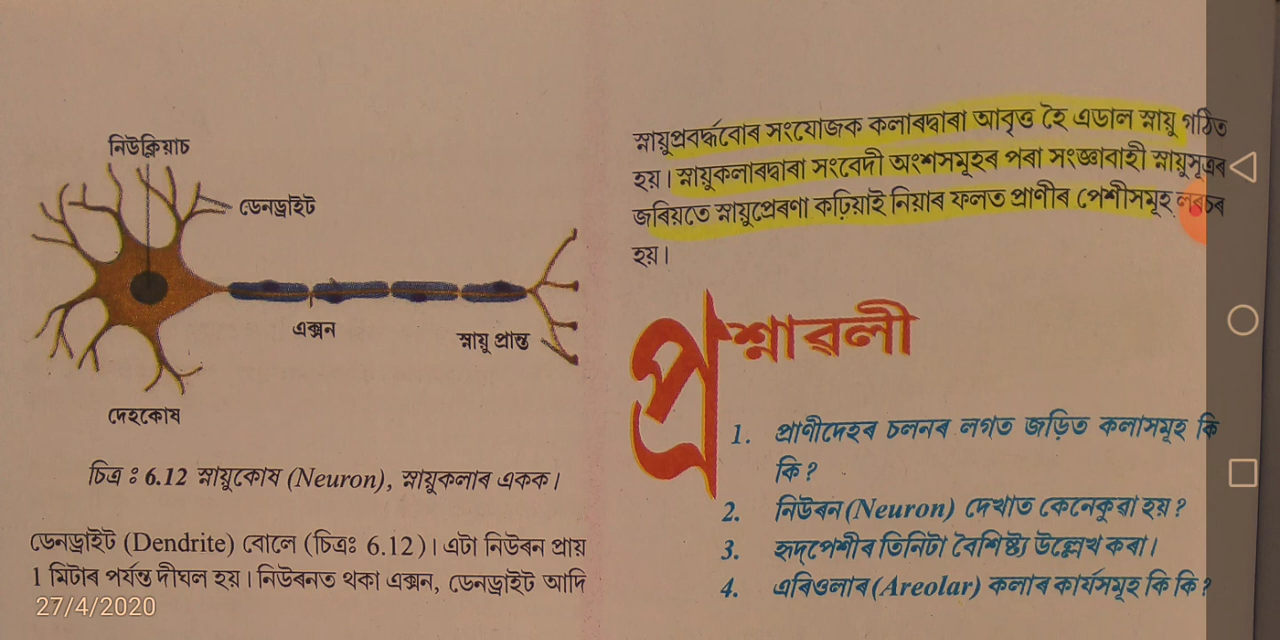 নিউক্লিয়াচ
ডেনড্ৰাইট
এক্সন
স্নায়ু প্ৰান্ত
দেহকোষ
চিত্ৰ ঃ 6.12 স্নায়ুকোষ (Neuron), স্নায়ুকলাৰ একক।
ডেনড্ৰাইট (Dendrite) বোলে (চিত্ৰঃ 6.12)। এটা নিউৰন প্ৰায়
1 মিটাৰ পৰ্যন্ত দীঘল হয়। নিউৰনত থকা এক্সন, ডেনড্ৰাইট আদি
27/4/2020
স্নায়ুপ্ৰবৰ্দ্ধবোৰ সংযোজক কলাৰদ্বাৰা আবৃত্ত হৈ এডাল স্নায়ু গঠিত
হয়। স্নায়ুকলাৰদ্বাৰা সংবেদী অংশসমূহৰ পৰা সংজ্ঞাবাহী স্নায়ুসূত্ৰৰ
জৰিয়তে স্নায়ুপ্ৰেৰণা কঢ়িয়াই নিয়াৰ ফলত প্ৰাণীৰ পেশীসমূহ লৰচৰ
হয়।
প্ৰশ্নাৱলী
1. প্ৰাণীদেহৰ চলনৰ লগত জড়িত কলাসমূহ কি
কি?
2. নিউৰন (Neuron) দেখাত কেনেকুৱা হয়?
3. হৃদ্‌পেশীৰ তিনিটা বৈশিষ্ট্য উল্লেখ কৰা।
4. এৰিওলাৰ (Areolar) কলাৰ কাৰ্যসমূহ কি কি?